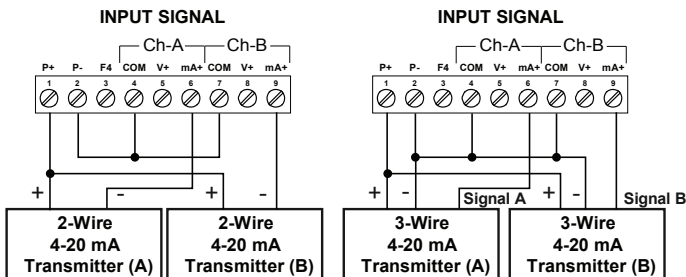 INPUT SIGNAL
Ch-A Ch-B
P+ P- F4 COM V+ mA+ COM V+ mA+
1 2 3 4 5 6 7 8 9
+ - + -
2-Wire
4-20 mA
Transmitter (A)
2-Wire
4-20 mA
Transmitter (B)
INPUT SIGNAL
Ch-A Ch-B
P+ P- F4 COM V+ mA+ COM V+ mA+
1 2 3 4 5 6 7 8 9
+ - Signal A + - Signal B
3-Wire
4-20 mA
Transmitter (A)
3-Wire
4-20 mA
Transmitter (B)